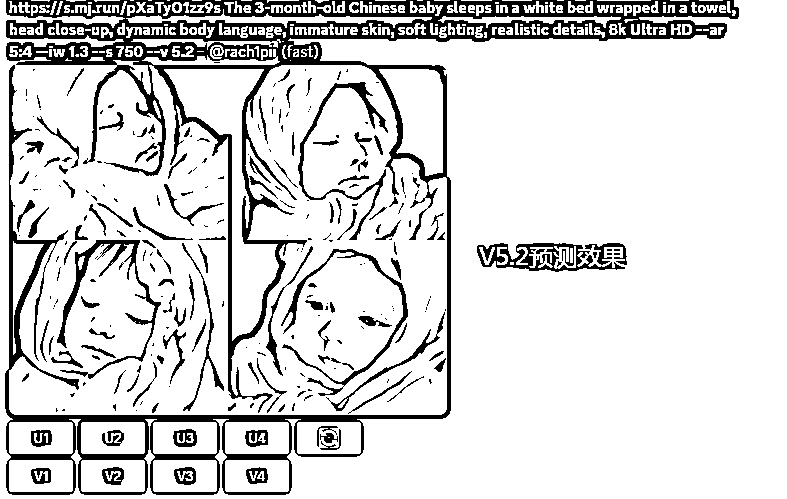 https://s.mj.run/pXaTyO1zz9s The 3-month-old Chinese baby sleeps in a white bed wrapped in a towel,
head close-up, dynamic body language, immature skin, soft lighting, realistic details, 8k Ultra HD --ar
5:4 --iw 1.3 --s 750 --v 5.2 - @rach1pii (fast)
V5.2预测效果
U1 U2 U3 U4
V1 V2 V3 V4